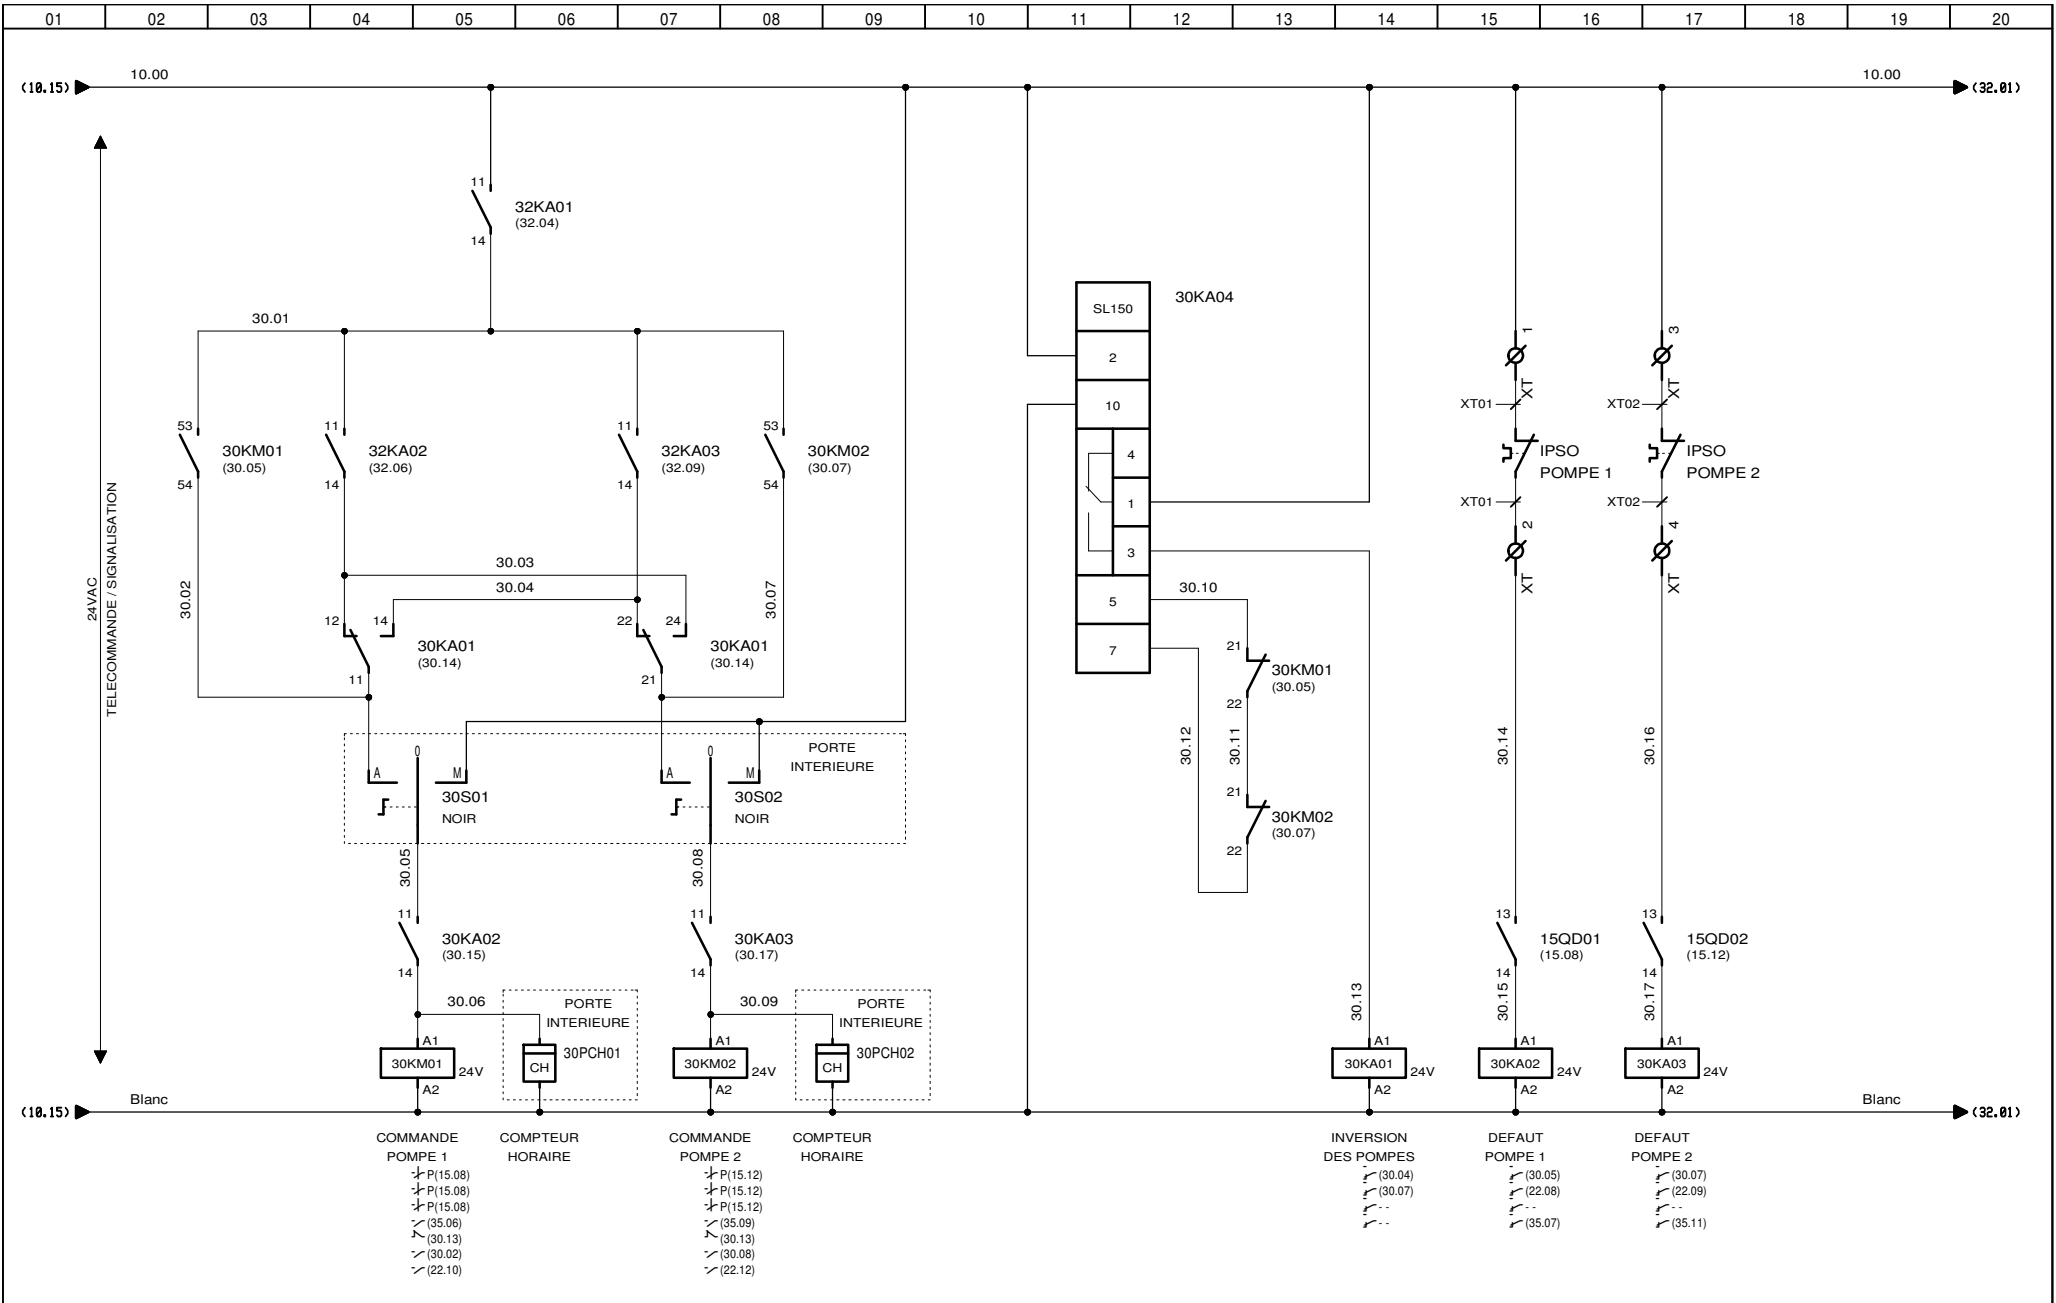 01 02 03 04 05 06 07 08 09 10 11 12 13 14 15 16 17 18 19 20
10.00 10.00
(10.15) (32.01)
11
32KA01
(32.04)
14
SL150 30KA04
30.01
2
10
1 3
XT XT
XT01 XT02
53 11 11 53
30KM01 32KA02 32KA03 30KM02
(30.05) (32.06) (32.09) (30.07)
54 14 14 54
4
1
3
IPSO IPSO
POMPE 1 POMPE 2
XT01 XT02
2 4
XT XT
24VAC
TELECOMMANDE / SIGNALISATION
30.03
30.04
30.02 30.07
12 14 22 24
30KA01 30KA01
(30.14) (30.14)
11 21
5 30.10
7
21
30KM01
(30.05)
22
30.12 30.11
21
30KM02
(30.07)
22
30.14 30.16
PORTE
INTERIEURE
A 0 M A 0 M
30S01 30S02
NOIR NOIR
30.05 30.08
11 11 13 13
30KA02 30KA03 15QD01 15QD02
(30.15) (30.17) (15.08) (15.12)
14 14 14 14
30.06 30.09
PORTE PORTE
INTERIEURE INTERIEURE
30.13 30.15 30.17
A1 A1 A1 A1 A1
30KM01 24V CH 30PCH01 30KM02 24V CH 30PCH02 30KA01 24V 30KA02 24V 30KA03 24V
A2 A2 A2 A2 A2
Blanc Blanc
(10.15) (32.01)
COMMANDE COMPTEUR COMMANDE COMPTEUR INVERSION DEFAUT DEFAUT
POMPE 1 HORAIRE POMPE 2 HORAIRE DES POMPES POMPE 1 POMPE 2
P(15.08) P(15.12) (30.04) (30.05) (30.07)
P(15.08) P(15.12) (30.07) (22.08) (22.09)
P(15.08) P(15.12) - - - - - -
(35.06) (35.09) - - (35.07) (35.11)
(30.13) (30.13)
(30.02) (30.08)
(22.10) (22.12)